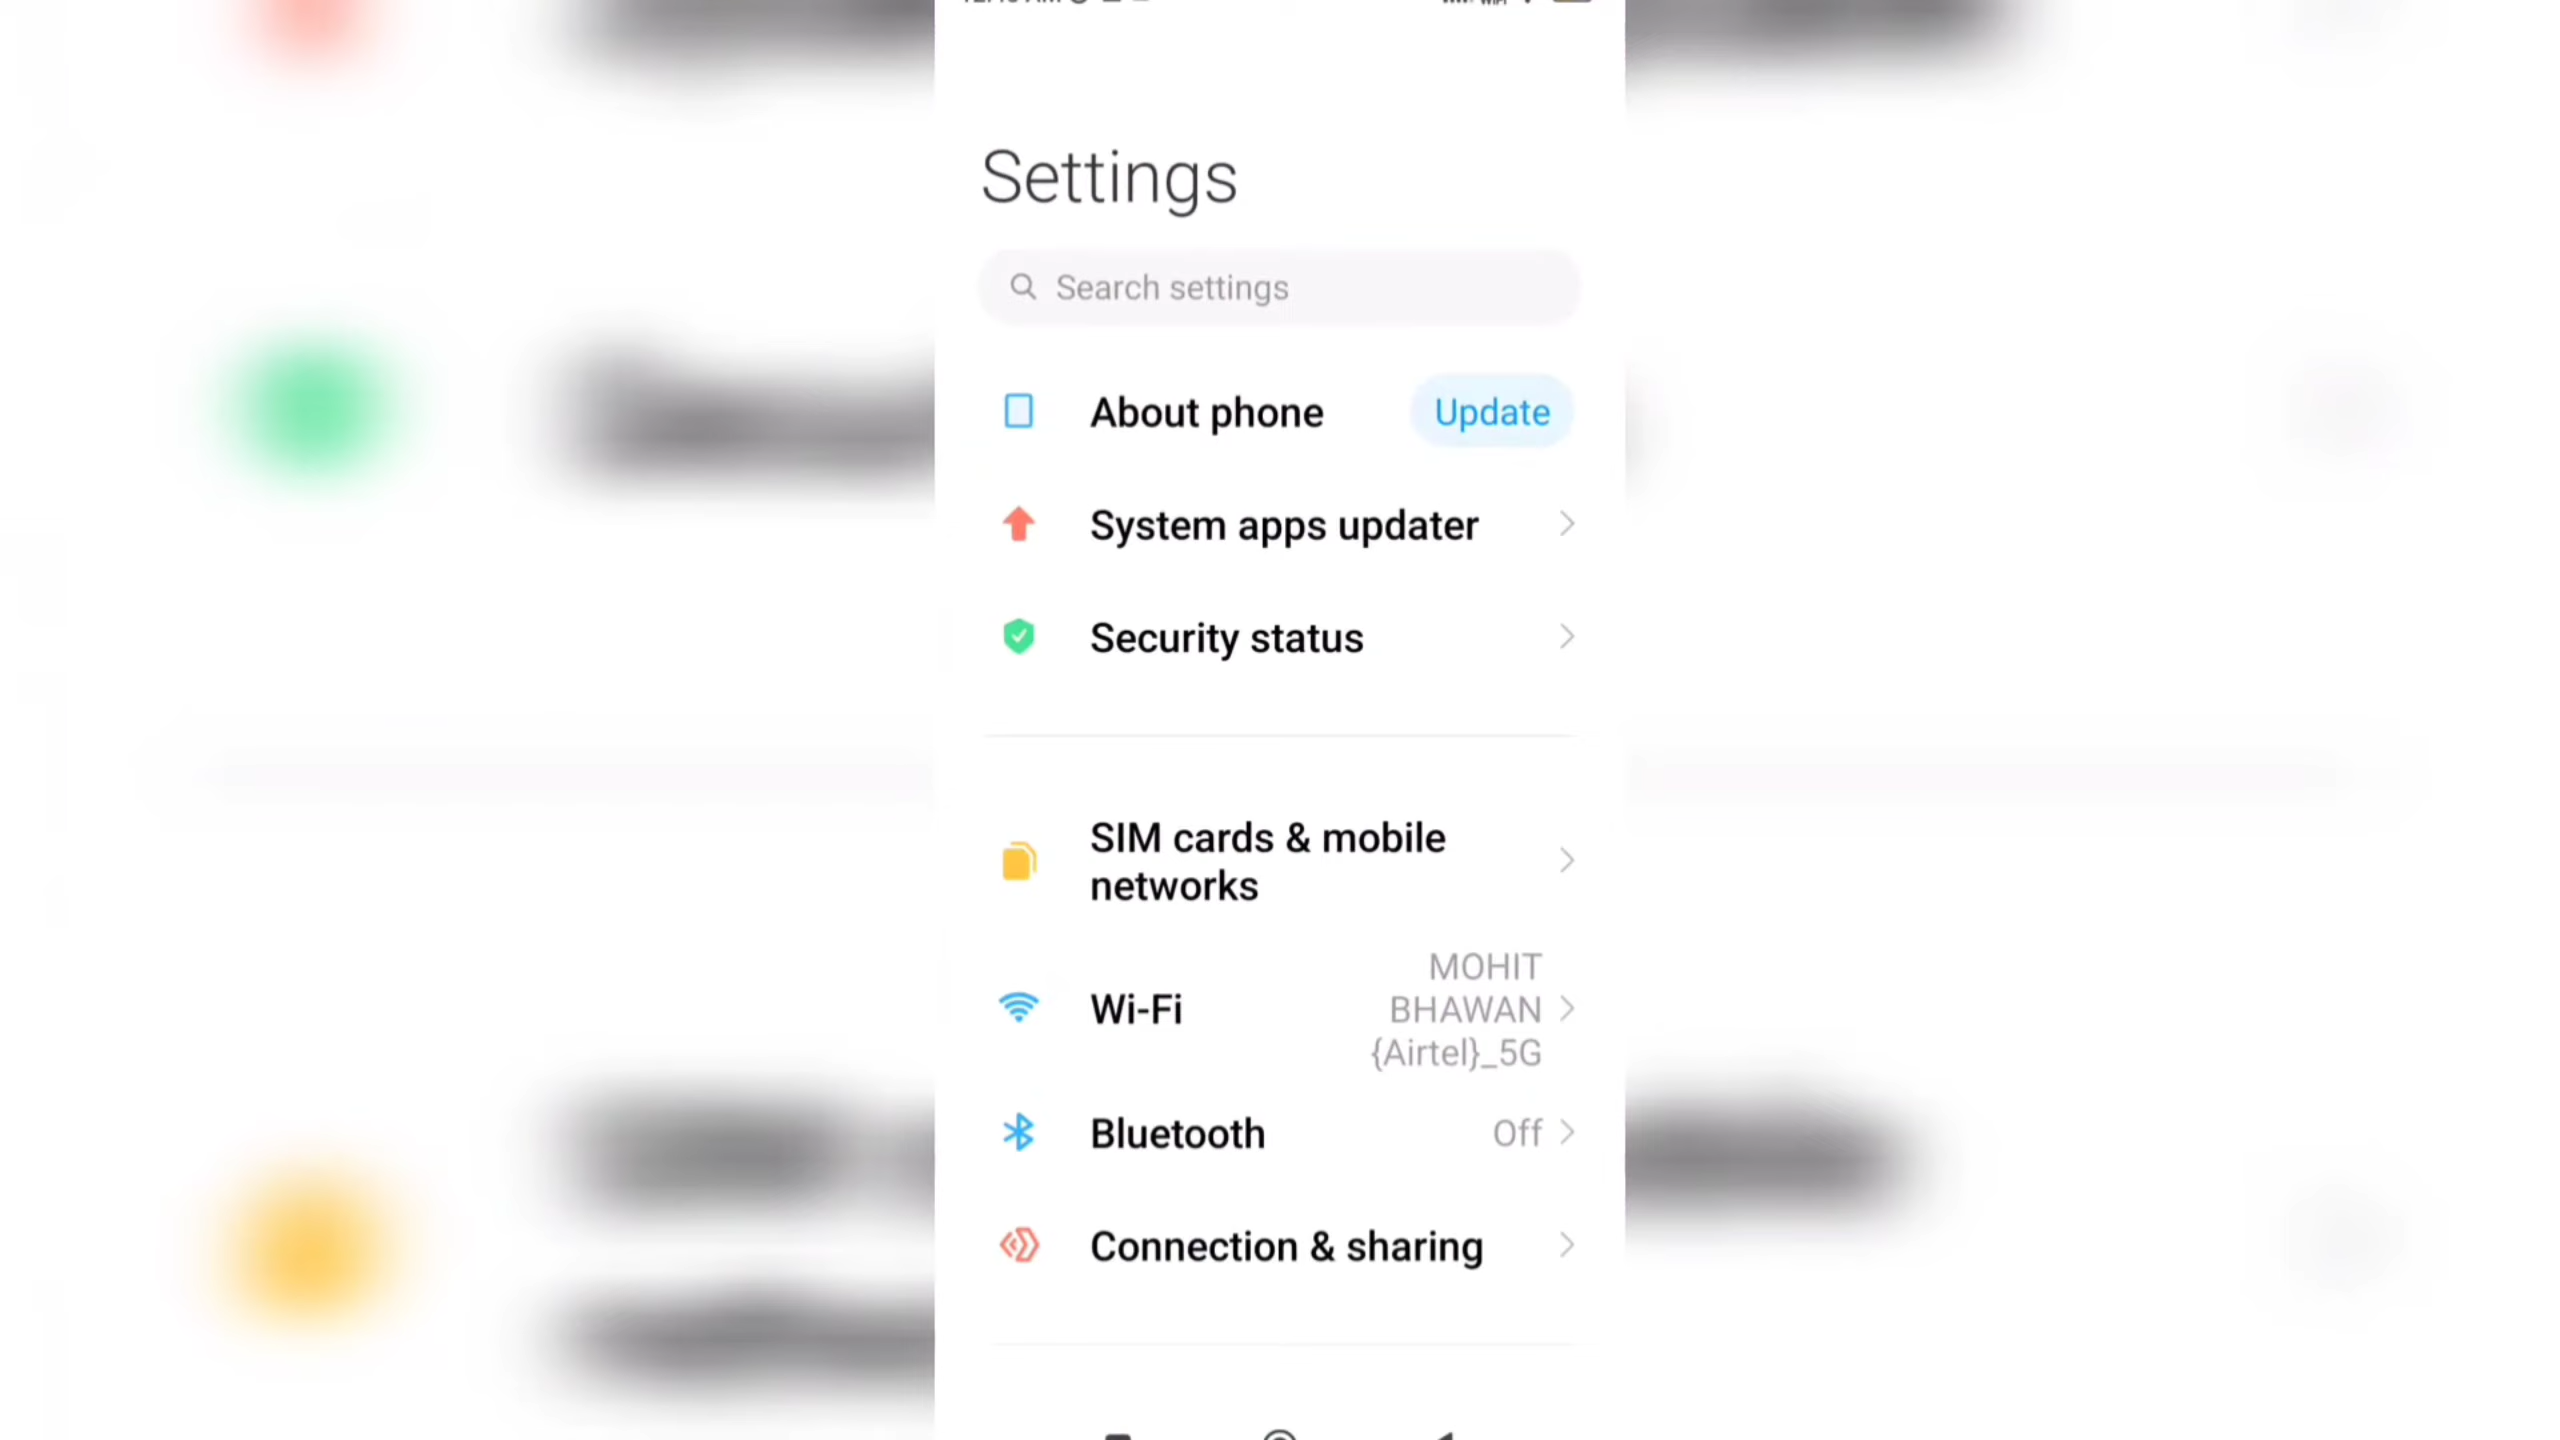 Settings
Search settings
About phone
Update
System apps updater
Security status
SIM cards & mobile
networks
Wi-Fi
MOHIT
BHAWAN
{Airtel}_5G
Bluetooth
Off
Connection & sharing